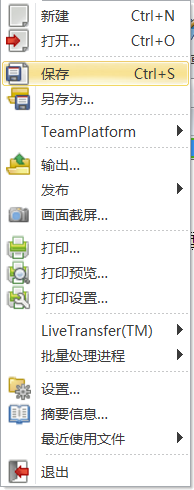 新建 Ctrl+N
打开... Ctrl+O
保存 Ctrl+S
另存为...
TeamPlatform
输出...
发布
画面截屏...
打印...
打印预览...
打印设置...
LiveTransfer(TM)
批量处理进程
设置...
摘要信息...
最近使用文件
退出